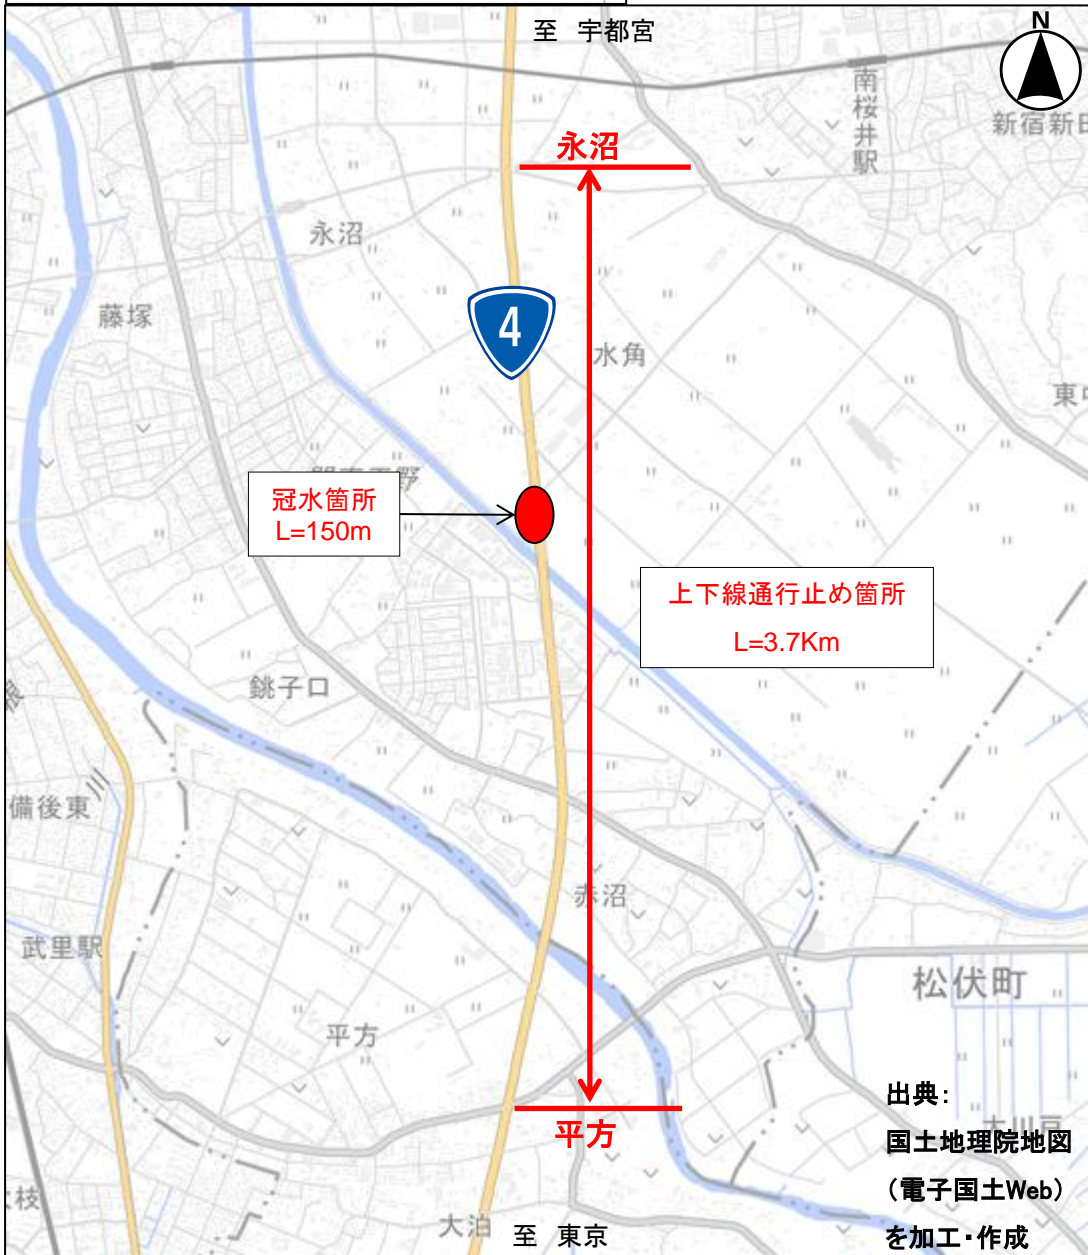 至 宇都宮
N
南桜井駅
新宿新田
永沼
永沼
藤塚
4
水角
東中
冠水箇所
L=150m
上下線通行止め箇所
L=3.7Km
銚子口
備後東
川
赤沼
武里駅
松伏町
平方
出典：
国土地理院地図
（電子国土Web）
を加工・作成
平方
大泊
至 東京